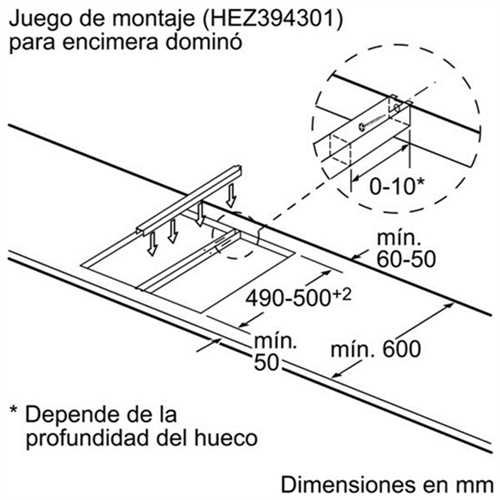 Juego de montaje (HEZ394301)
para encimera dominó
0-10*
mín.
60-50
490-500+2
mín.
50
mín. 600
* Depende de la
profundidad del hueco
Dimensiones en mm